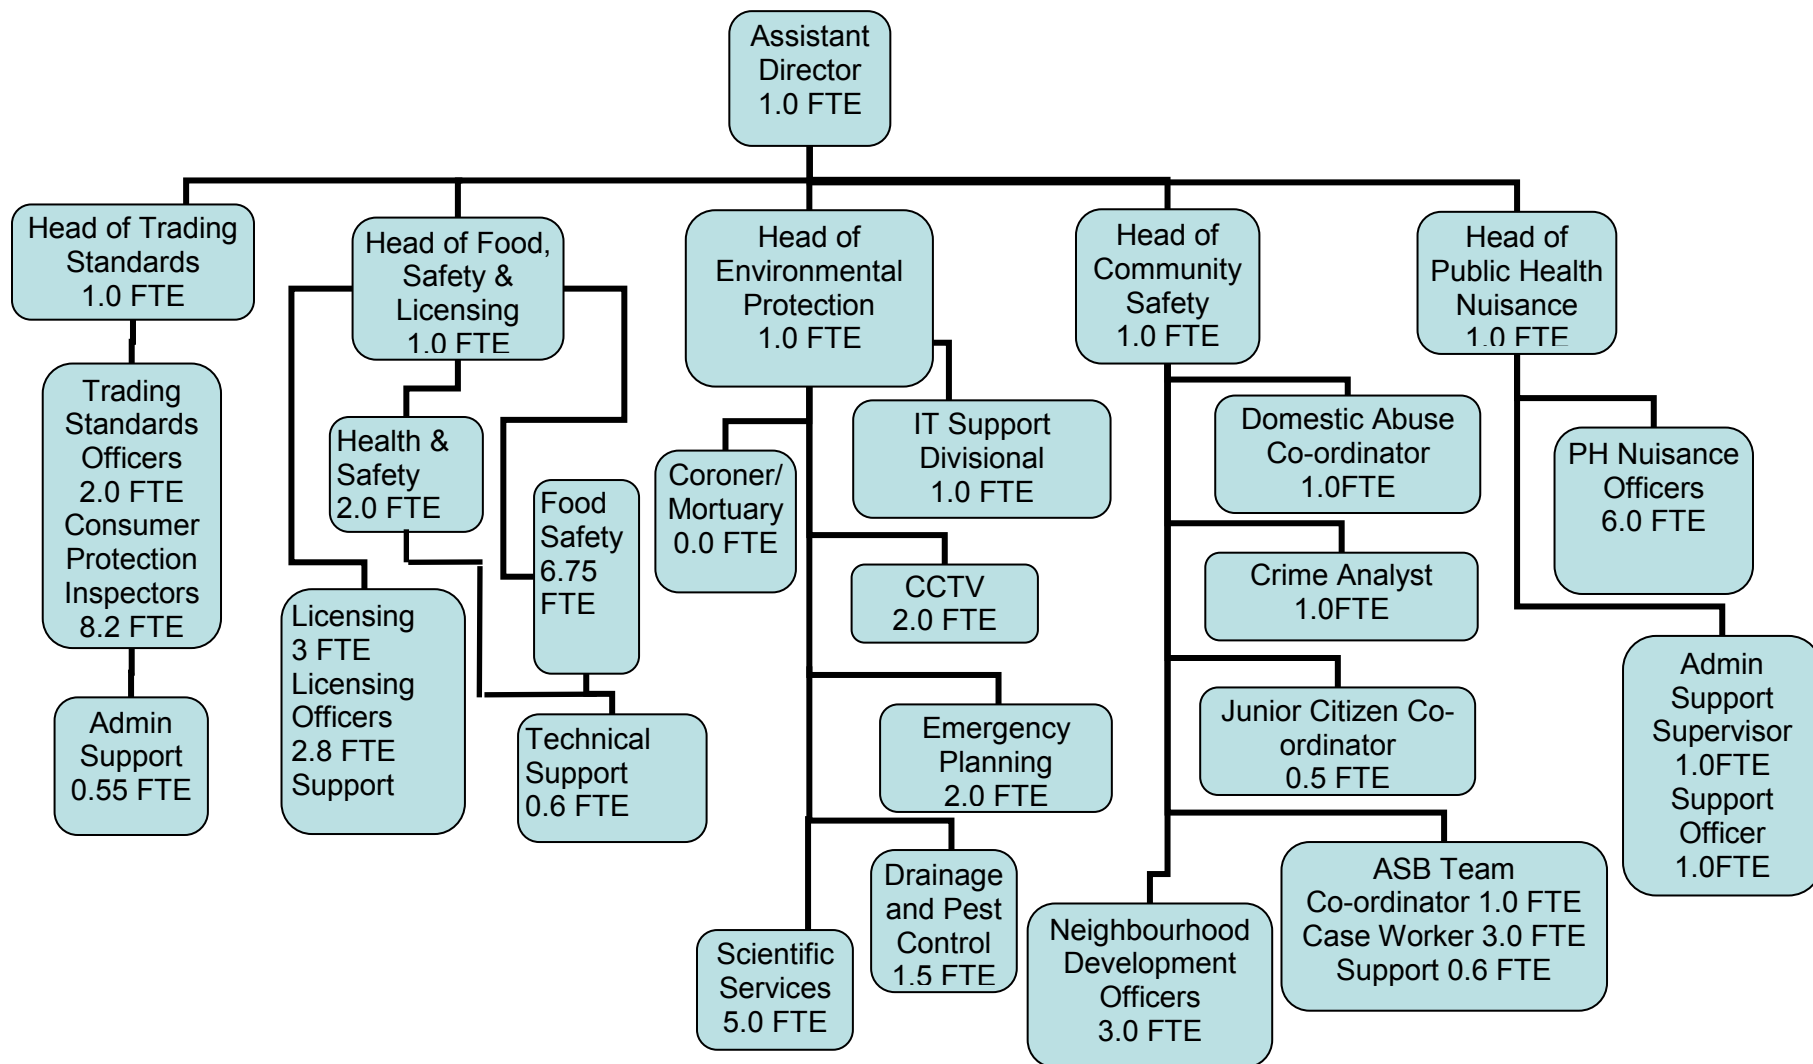 Assistant
Director
1.0 FTE
Head of Trading
Standards
1.0 FTE
Head of Food,
Safety &
Licensing
1.0 FTE
Head of
Environmental
Protection
1.0 FTE
Head of
Community
Safety
1.0 FTE
Head of
Public Health
Nuisance
1.0 FTE
Trading
Standards
Officers
2.0 FTE
Consumer
Protection
Inspectors
8.2 FTE
Admin
Support
0.55 FTE
Health &
Safety
2.0 FTE
Food
Safety
6.75
FTE
Licensing
3 FTE
Licensing
Officers
2.8 FTE
Support
Technical
Support
0.6 FTE
Coroner/
Mortuary
0.0 FTE
IT Support
Divisional
1.0 FTE
CCTV
2.0 FTE
Emergency
Planning
2.0 FTE
Drainage
and Pest
Control
1.5 FTE
Scientific
Services
5.0 FTE
Domestic Abuse
Co-ordinator
1.0FTE
Crime Analyst
1.0FTE
Junior Citizen Co-
ordinator
0.5 FTE
ASB Team
Co-ordinator 1.0 FTE
Case Worker 3.0 FTE
Support 0.6 FTE
Neighbourhood
Development
Officers
3.0 FTE
PH Nuisance
Officers
6.0 FTE
Admin
Support
Supervisor
1.0FTE
Support
Officer
1.0FTE